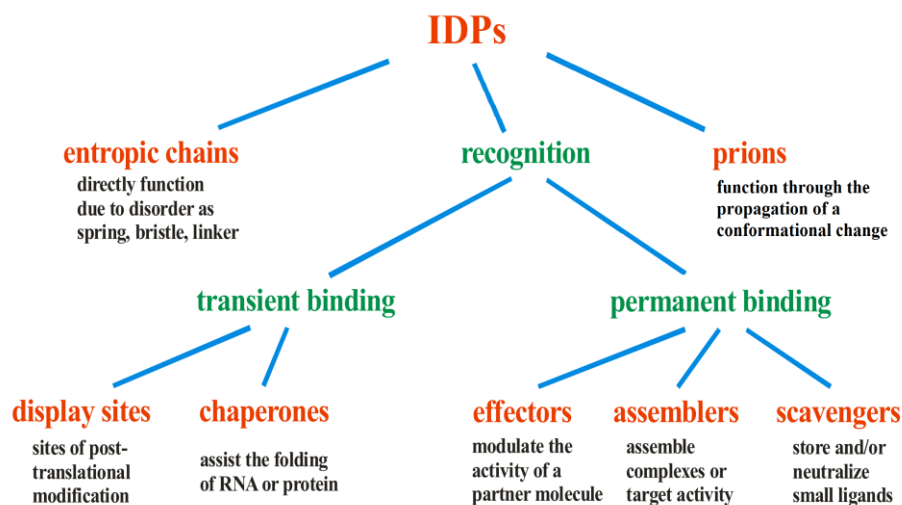 IDPs
entropic chains
directly function
due to disorder as
spring, bristle, linker
recognition
prions
function through the
propagation of a
conformational change
transient binding
permanent binding
display sites
sites of post-
translational
modification
chaperones
assist the folding
of RNA or protein
effectors
modulate the
activity of a
partner molecule
assemblers
assemble
complexes or
target activity
scavengers
store and/or
neutralize
small ligands